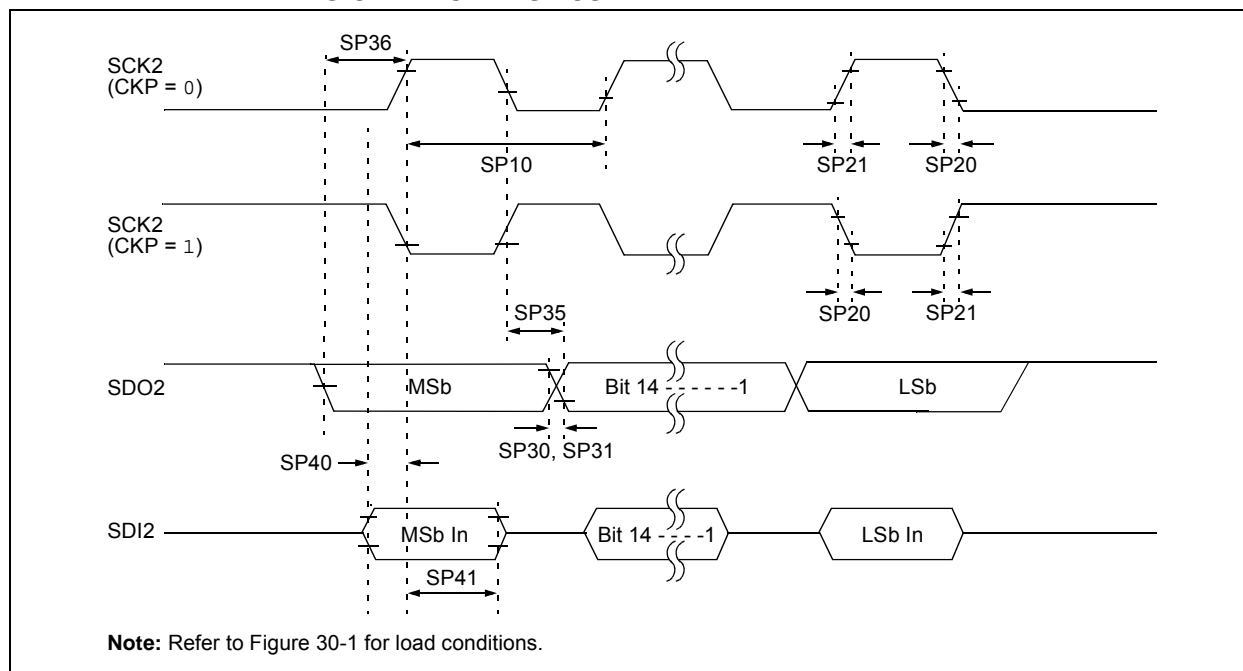 SP36
SCK2
(CKP = 0)
SP10
SP21
SP20
SCK2
(CKP = 1)
SP35
SP20
SP21
SDO2
MSb
Bit 14 - - - - - -1
LSb
SP30, SP31
SP40
SDI2
MSb In
Bit 14 - - - -1
LSb In
SP41
Note: Refer to Figure 30-1 for load conditions.